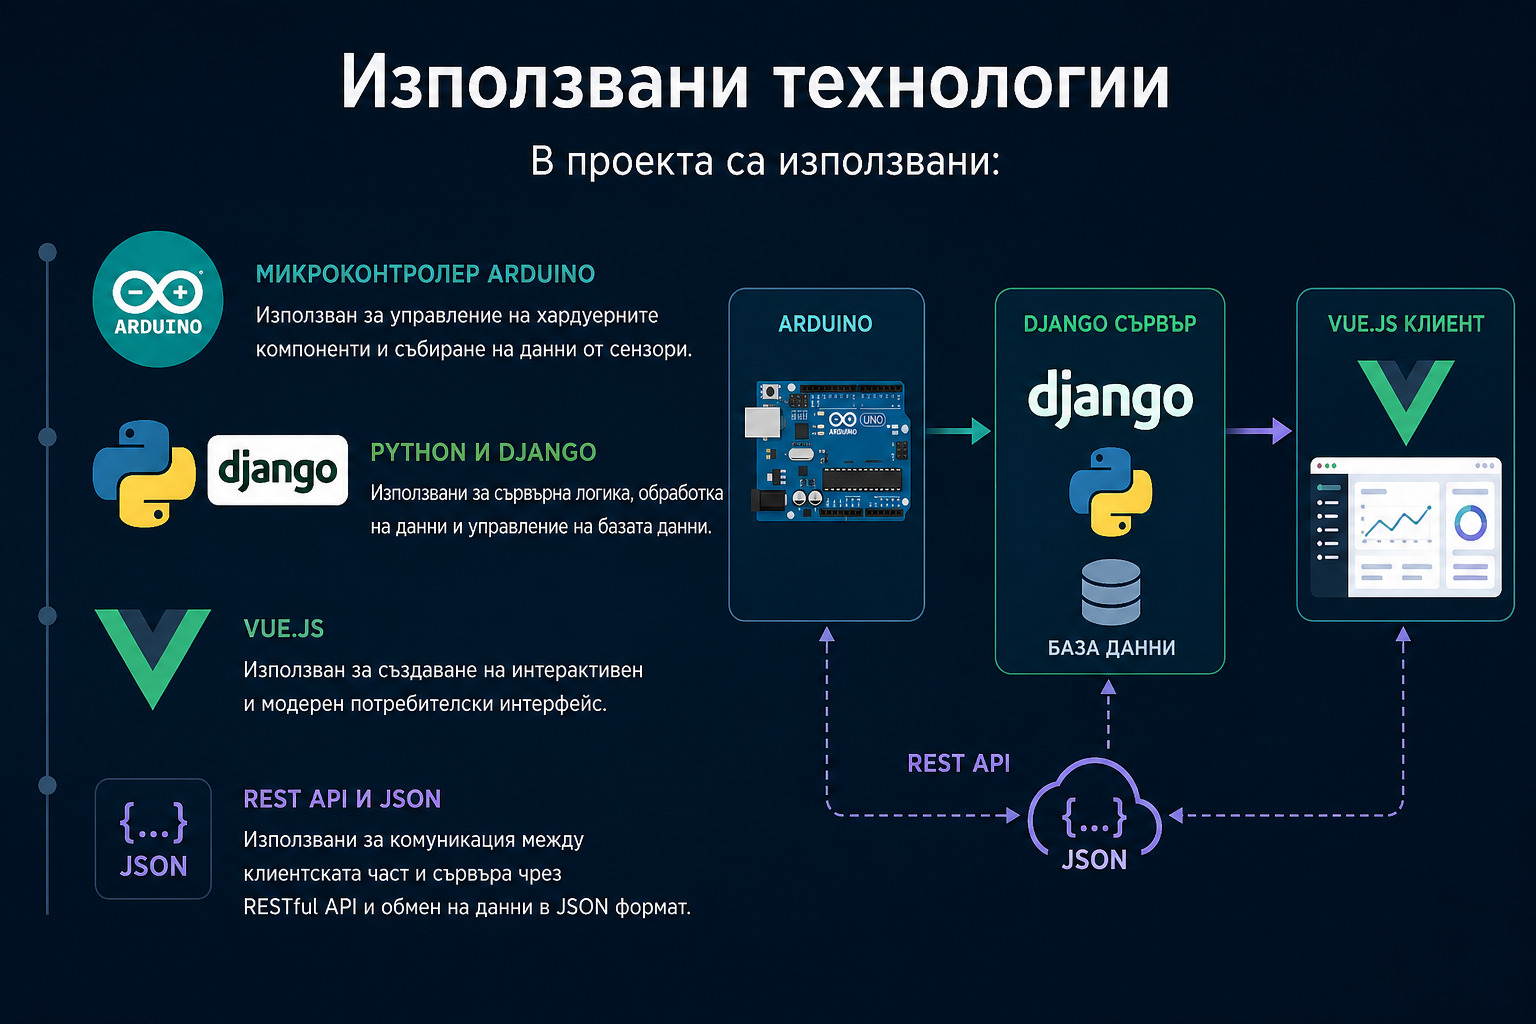 Използвани технологии
В проекта са използвани:
ARDUINO
МИКРОКОНТРОЛЕР ARDUINO
Използван за управление на хардуерните
компоненти и събиране на данни от сензори.
django
PYTHON И DJANGO
Използвани за сървърна логика, обработка
на данни и управление на базата данни.
VUE.JS
Използван за създаване на интерактивен
и модерен потребителски интерфейс.
{...}
JSON
REST API И JSON
Използвани за комуникация между
клиентската част и сървъра чрез
RESTful API и обмен на данни в JSON формат.
ARDUINO
UNO
ARDUINO
DJANGO СЪРВЪР
django
БАЗА ДАННИ
VUE.JS КЛИЕНТ
REST API
{...}
JSON